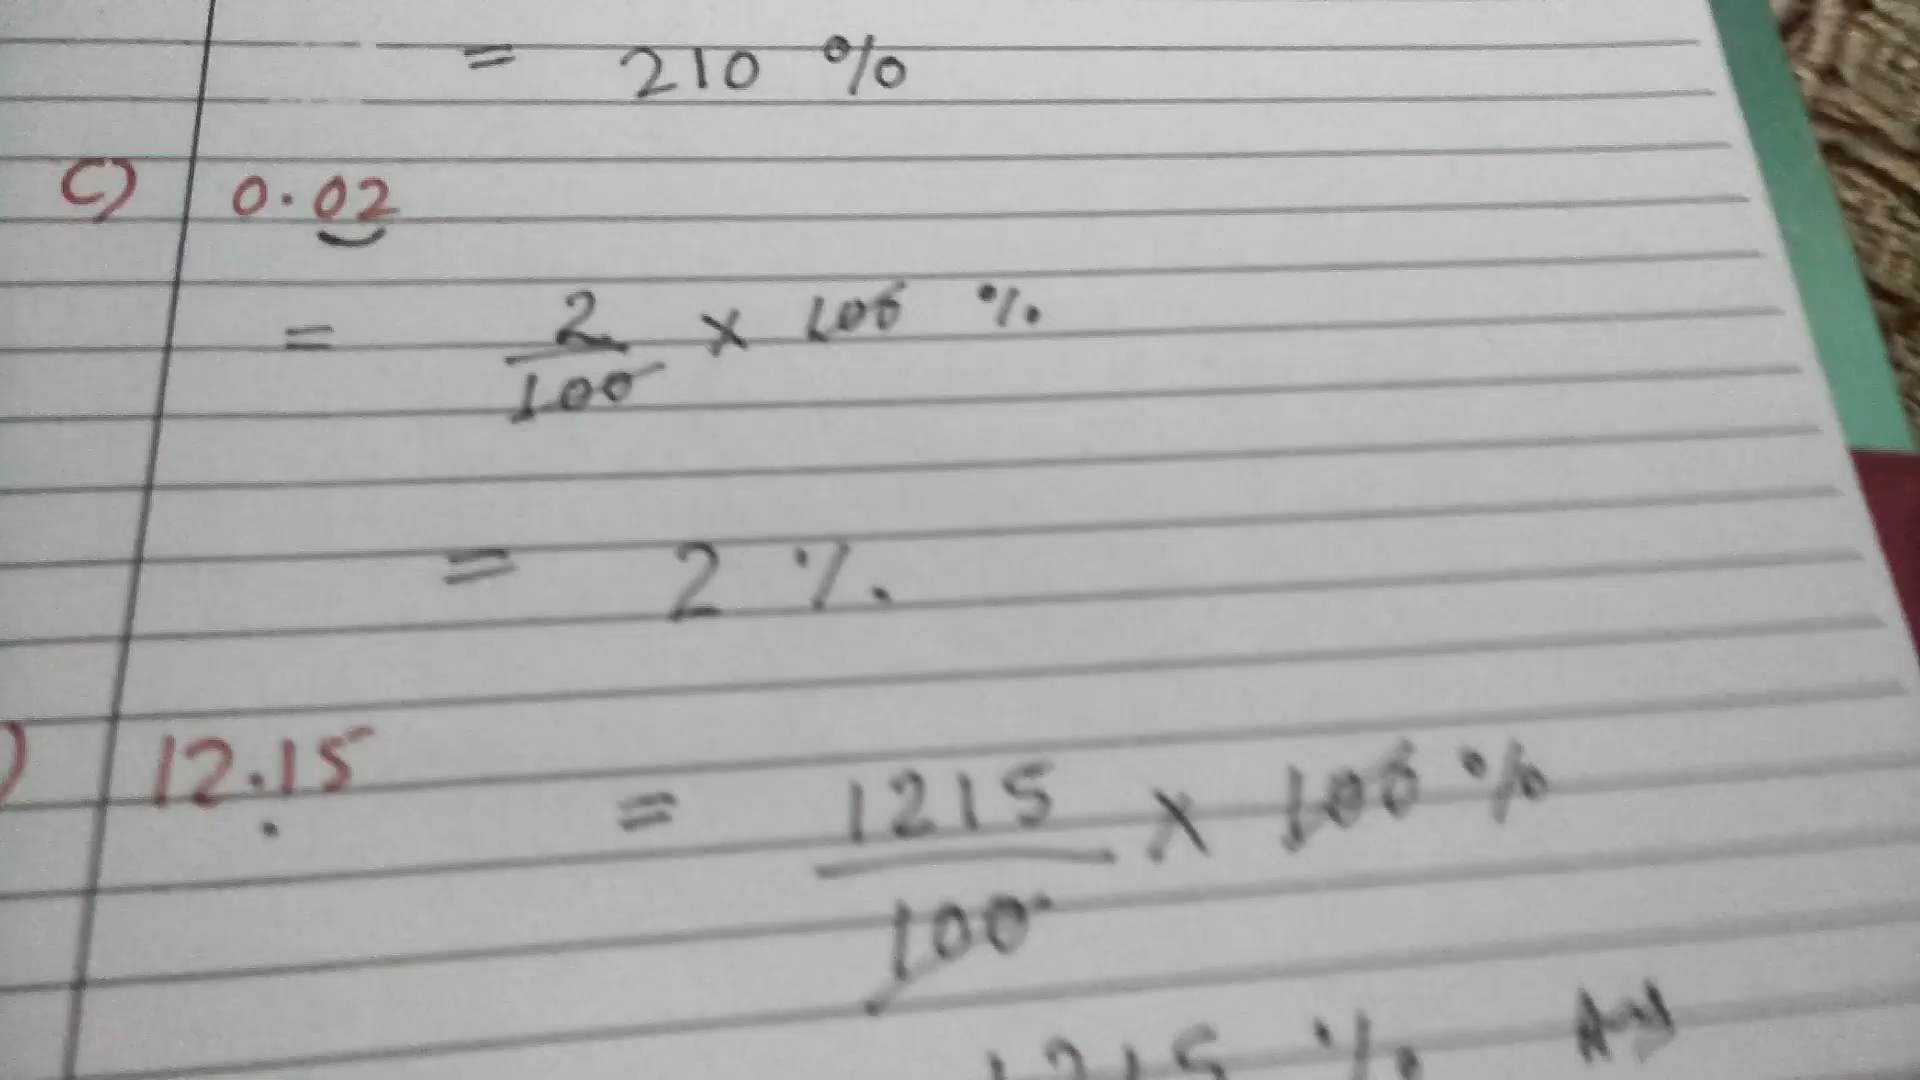 = 210 %
c) 0.02
= 2/100 × 100 %
= 2 %.
) 12.15 = 1215/100 × 100 %
1215 % Ans